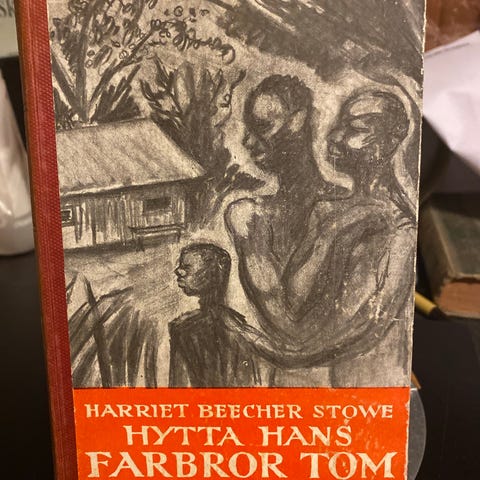 HARRIET BEECHER STOWE
HYTTA HANS
FARBROR TOM